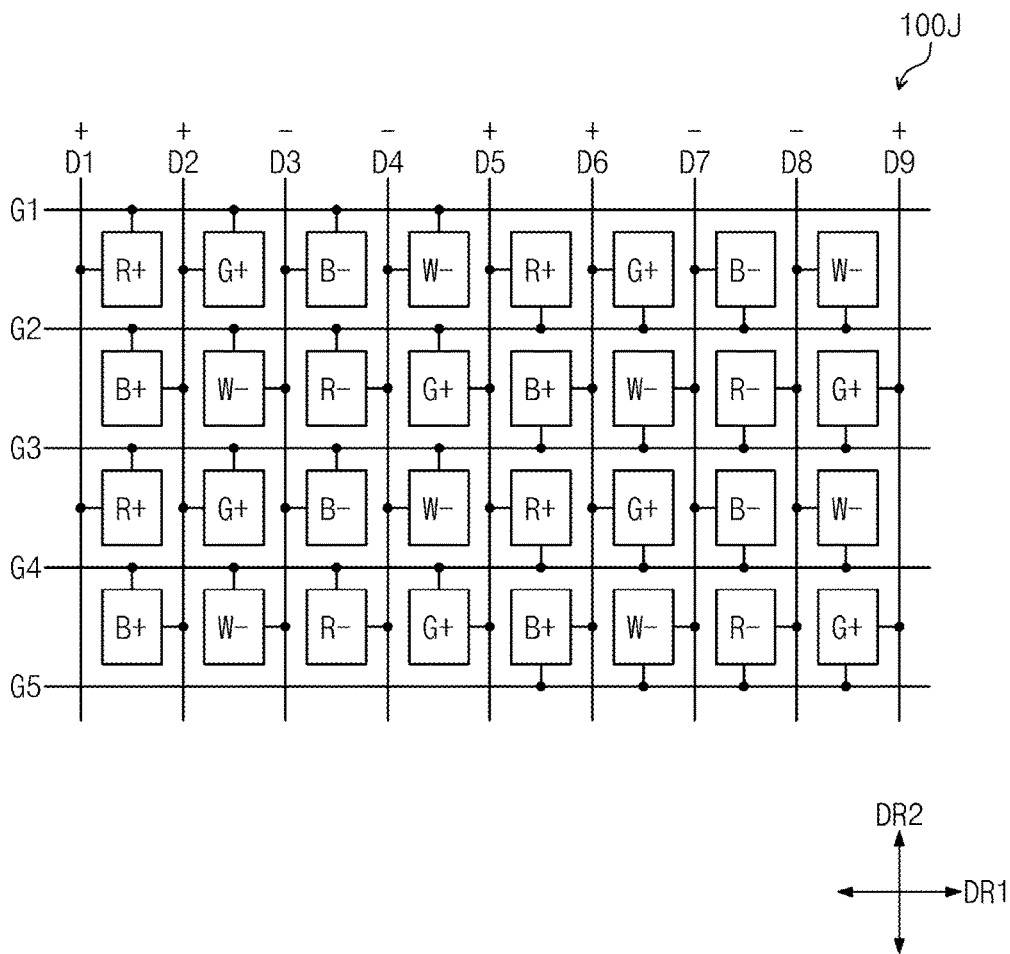 100J
+ + - - + + - - +
D1 D2 D3 D4 D5 D6 D7 D8 D9
G1
R+ G+ B- W- R+ G+ B- W-
G2
B+ W- R- G+ B+ W- R- G+
G3
R+ G+ B- W- R+ G+ B- W-
G4
B+ W- R- G+ B+ W- R- G+
G5
DR2
DR1